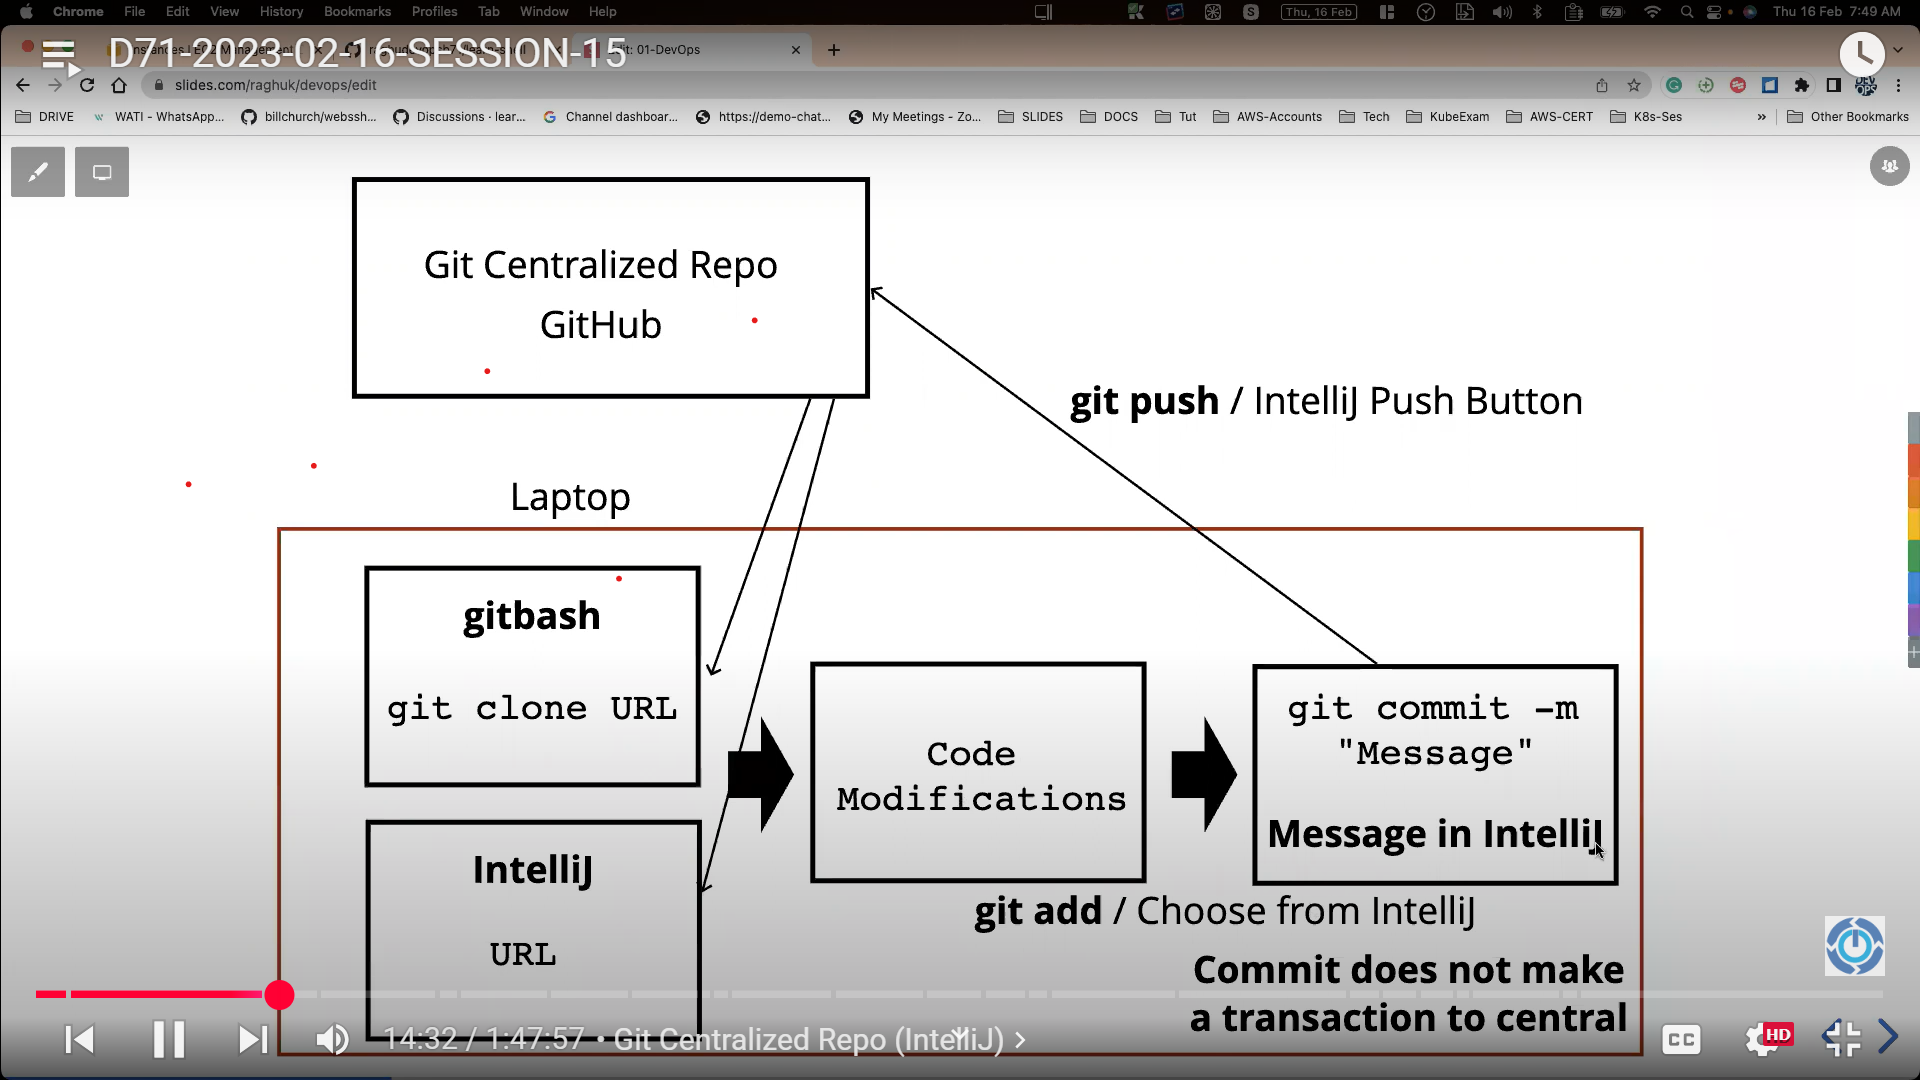 Chrome File Edit View History Bookmarks Profiles Tab Window Help
Thu, 16 Feb
Thu 16 Feb 7:49 AM
D71-2023-02-16-SESSION-15
Edit: 01-DevOps
slides.com/raghuk/devops/edit
DRIVE
WATI - WhatsApp...
billchurch/webssh...
Discussions · lear...
Channel dashboar...
https://demo-chat...
My Meetings - Zo...
SLIDES
DOCS
Tut
AWS-Accounts
Tech
KubeExam
AWS-CERT
K8s-Ses
»
Other Bookmarks
Git Centralized Repo
GitHub
git push / IntelliJ Push Button
Laptop
gitbash
git clone URL
Code
Modifications
git commit -m
"Message"
Message in IntelliJ
IntelliJ
URL
git add / Choose from IntelliJ
Commit does not make
a transaction to central
14:32 / 1:47:57 • Git Centralized Repo (IntelliJ) >
CC
HD